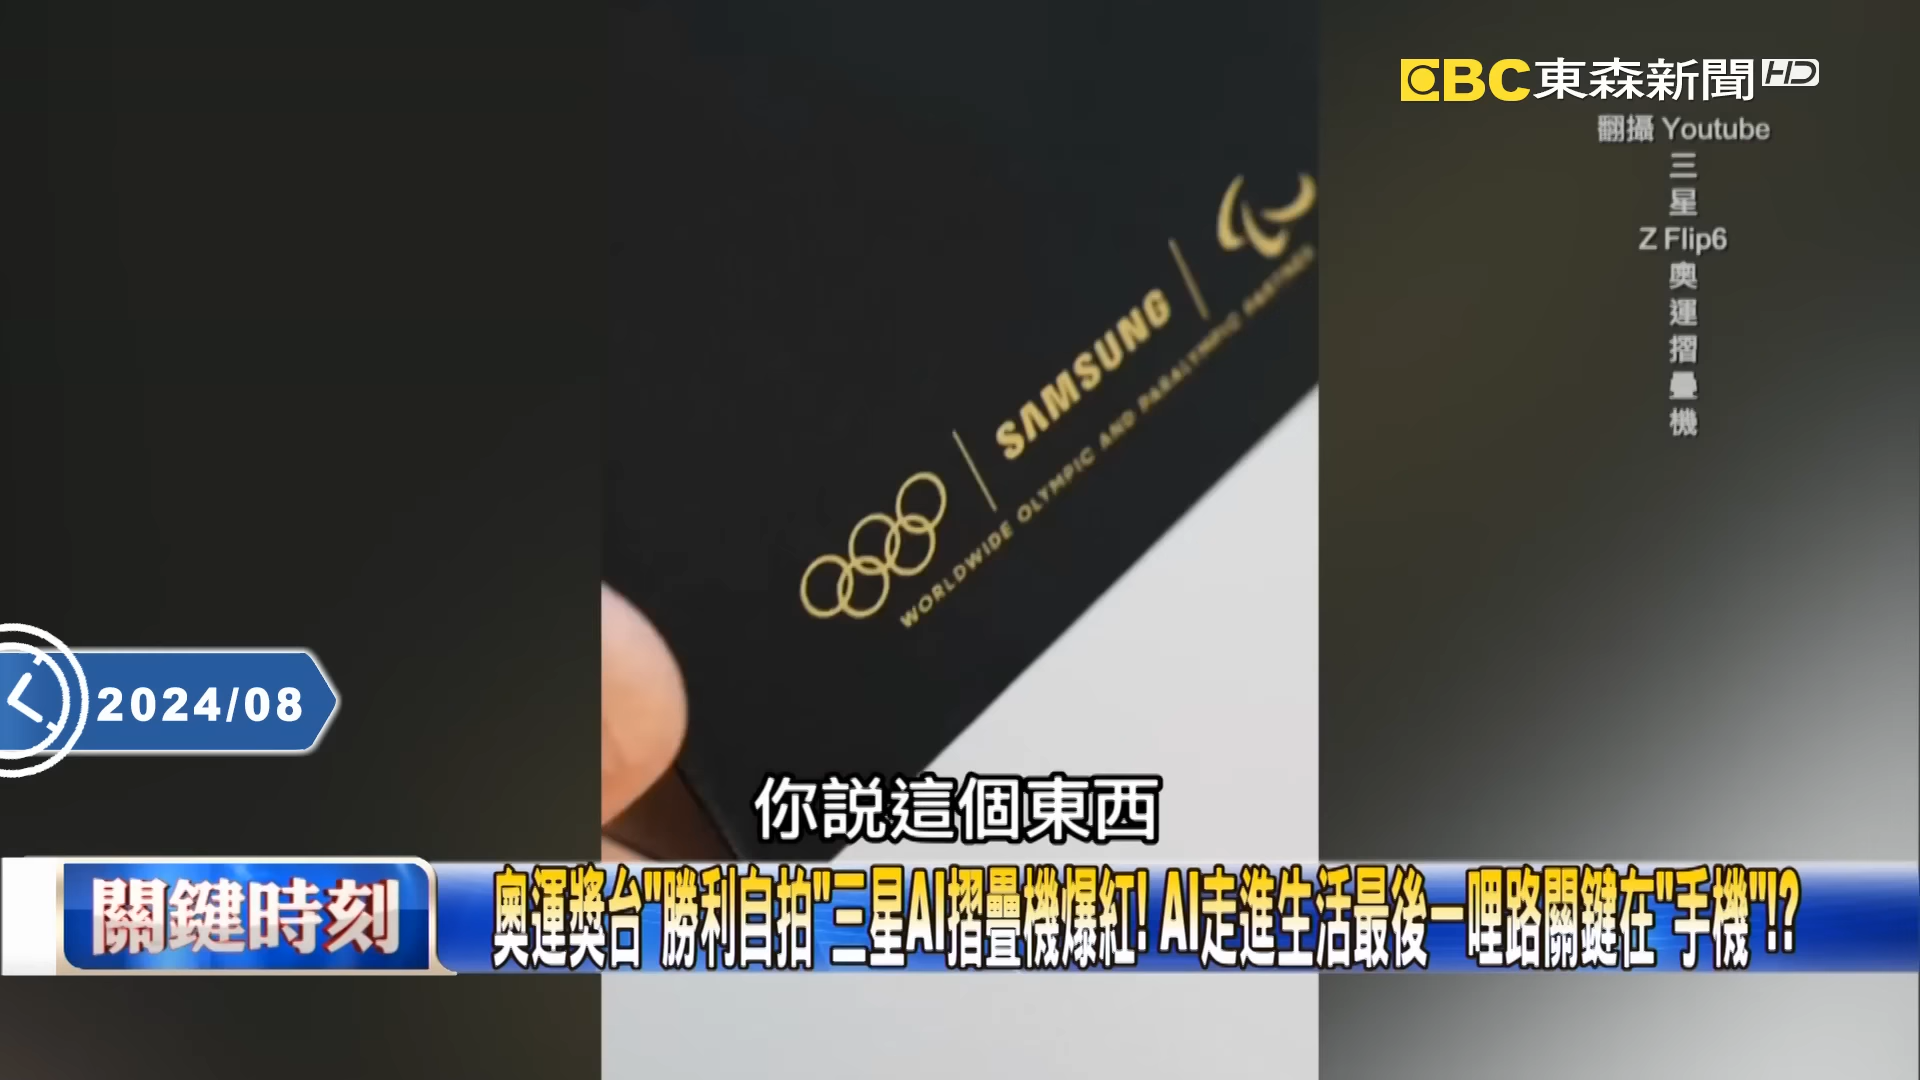 EBC東森新聞HD
翻攝 Youtube
三星
Z Flip6
奧運摺疊機
SAMSUNG
WORLDWIDE OLYMPIC AND PARALYMPIC PARTNER
2024/08
你説這個東西
關鍵時刻
奧運獎台"勝利自拍"三星AI摺疊機爆紅! AI走進生活最後一哩路關鍵在"手機"!?